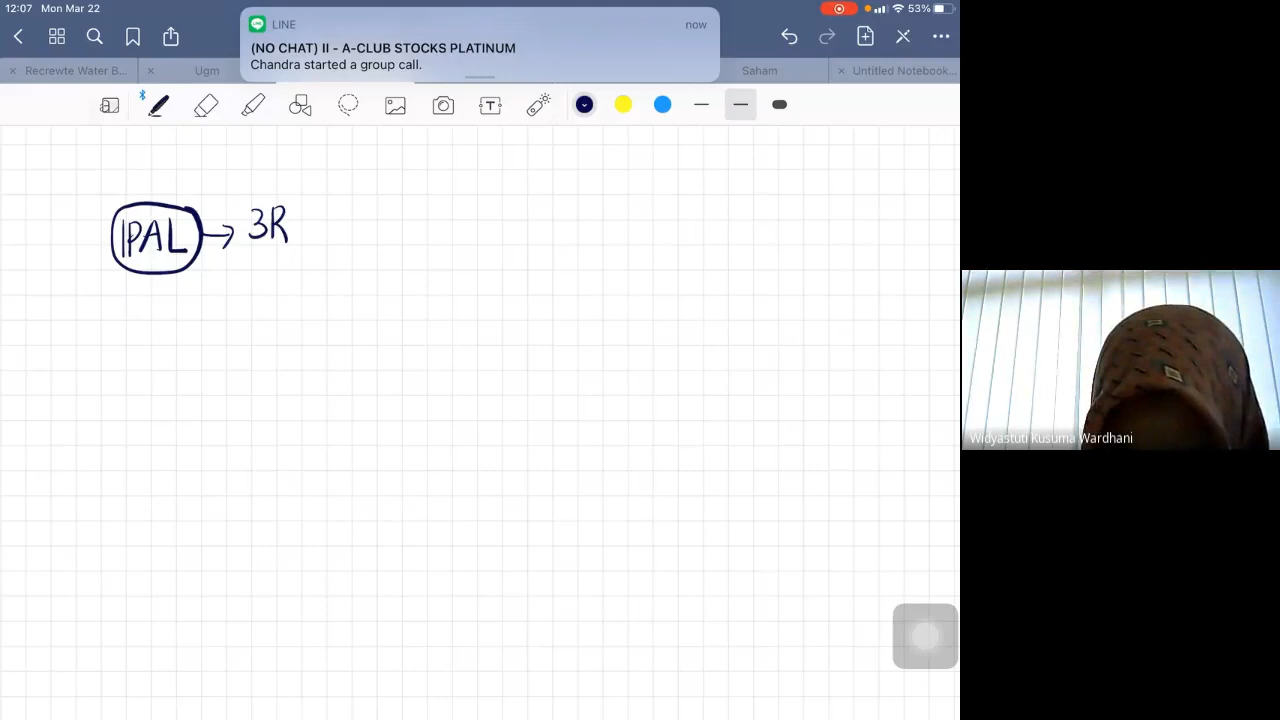 12:07 Mon Mar 22
53%
LINE
now
(NO CHAT) II - A-CLUB STOCKS PLATINUM
Chandra started a group call.
Recrewte Water B...
Ugm
Saham
Untitled Notebook...
T
IPAL → 3R
Widyastuti Kusuma Wardhani